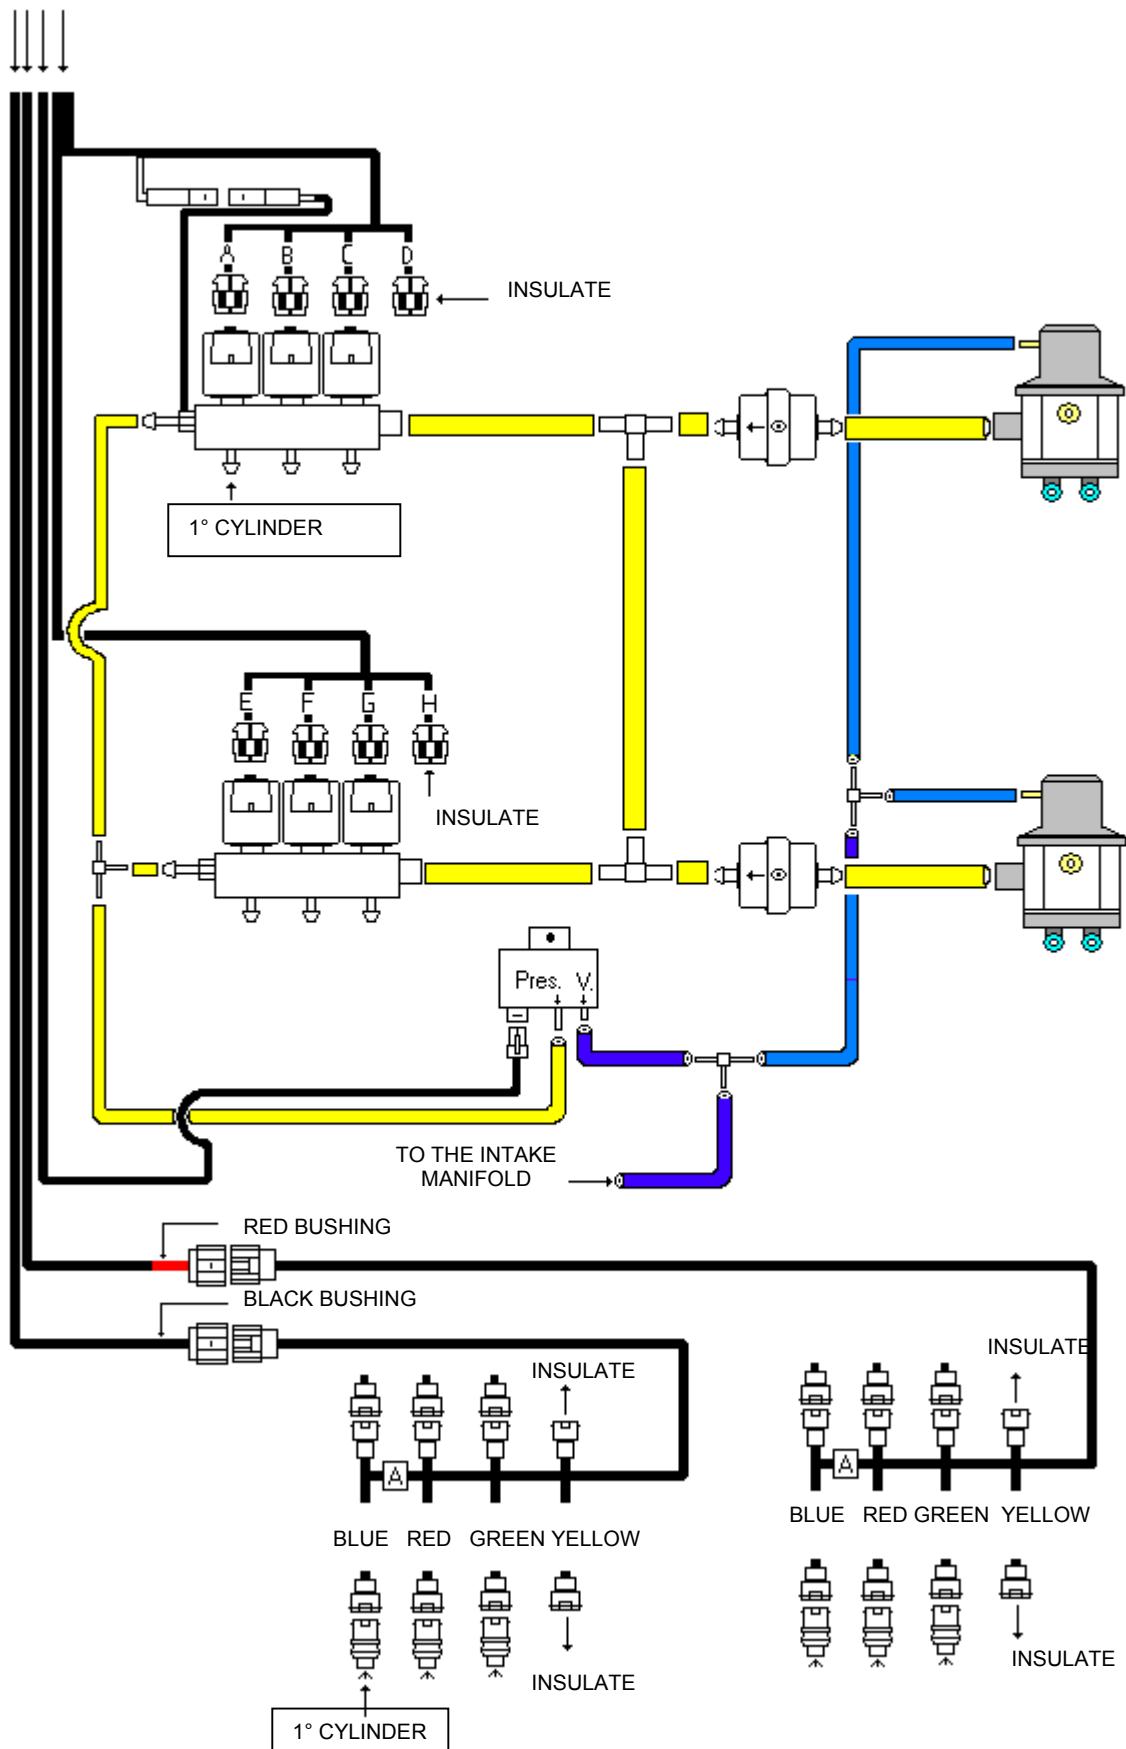 A B C D
INSULATE
1° CYLINDER
E F G H
INSULATE
Pres. V.
TO THE INTAKE
MANIFOLD
RED BUSHING
BLACK BUSHING
INSULATE
INSULATE
A
A
BLUE RED GREEN YELLOW
BLUE RED GREEN YELLOW
INSULATE
INSULATE
1° CYLINDER